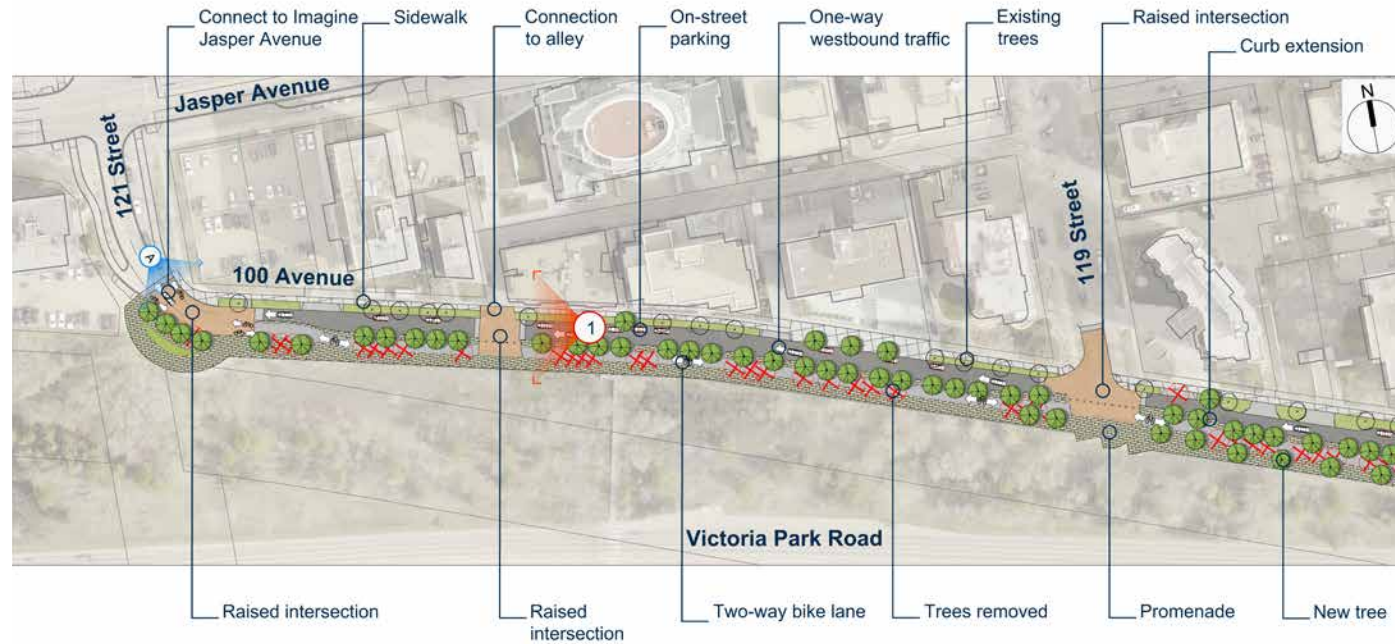 Connect to Imagine
Jasper Avenue
Sidewalk
Connection
to alley
On-street
parking
One-way
westbound traffic
Existing
trees
Raised intersection
Curb extension
N
Jasper Avenue
121 Street
119 Street
A
100 Avenue
1
Victoria Park Road
Raised intersection
Raised
intersection
Two-way bike lane
Trees removed
Promenade
New tree